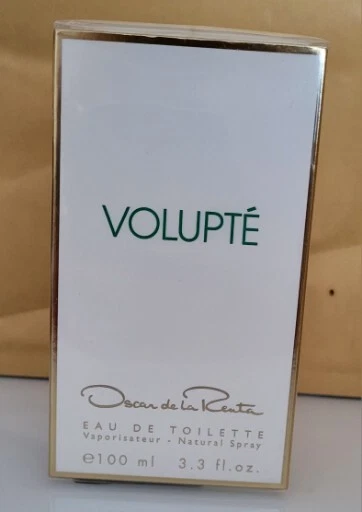 VOLUPTÉ
Oscar de la Renta
EAU DE TOILETTE
Vaporisateur - Natural Spray
℮100 ml 3.3 fl.oz.